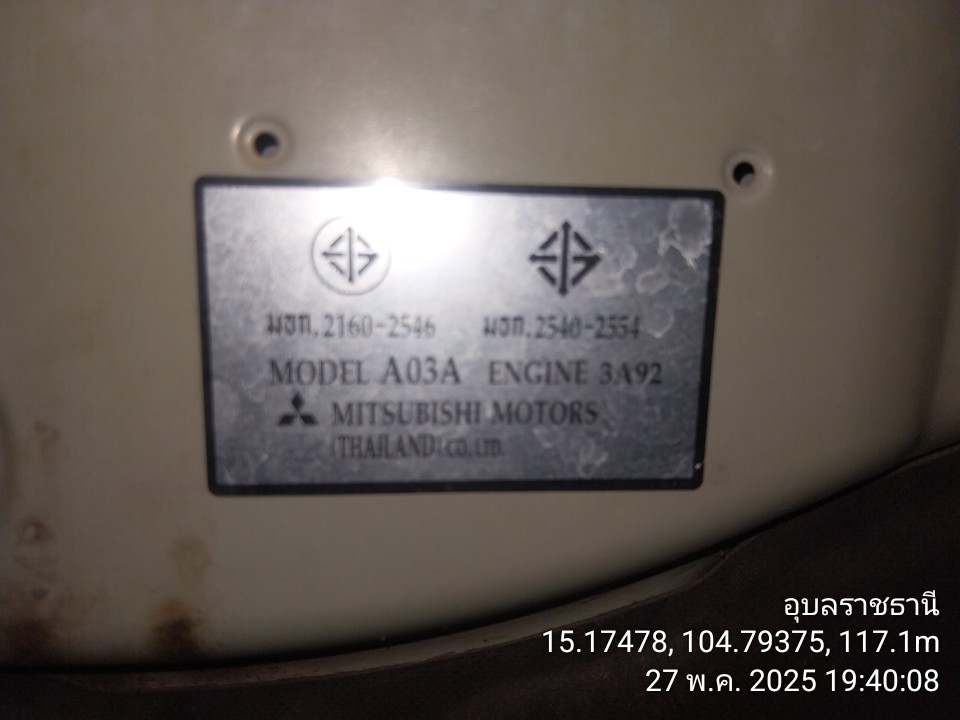 มอก.2160-2546 มอก.2540-2554
MODEL A03A ENGINE 3A92
MITSUBISHI MOTORS
(THAILAND) CO.,LTD.
อุบลราชธานี
15.17478, 104.79375, 117.1m
27 พ.ค. 2025 19:40:08